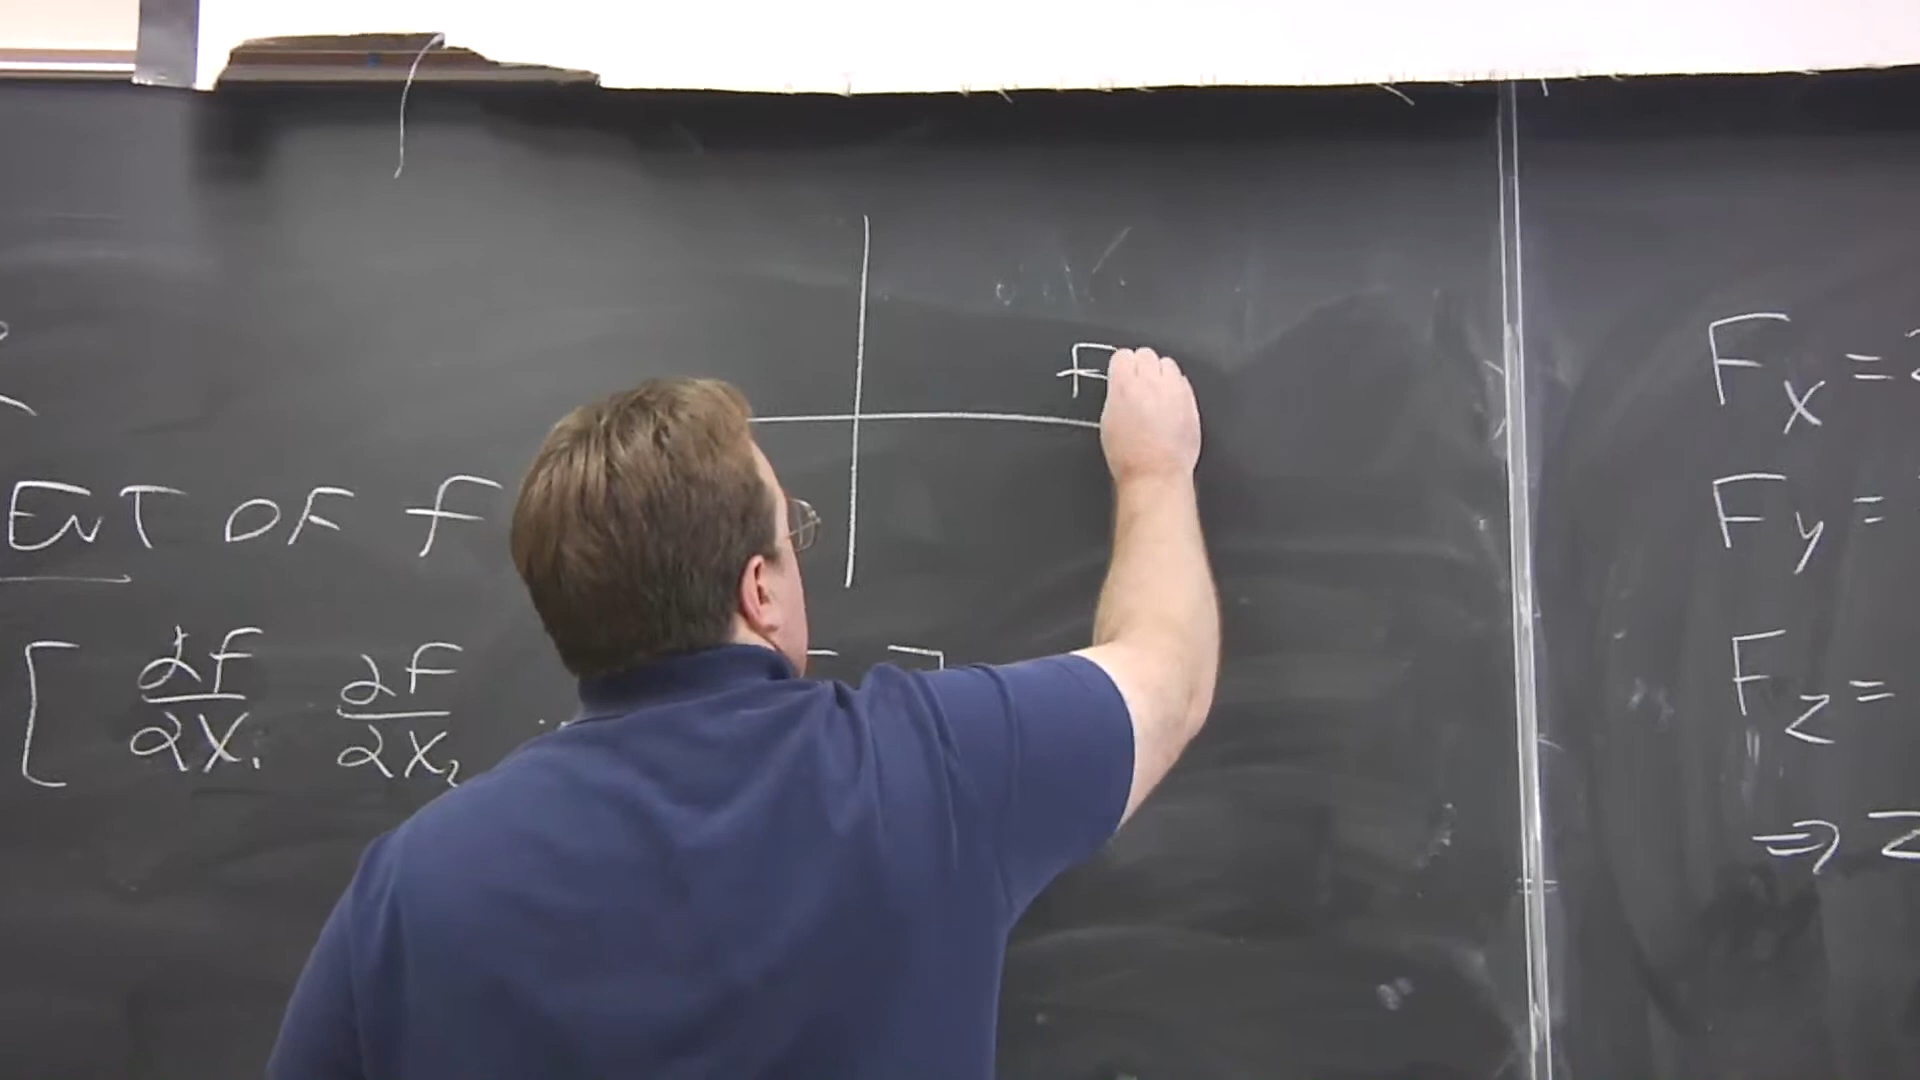 F
ENT OF f
[ ∂f/∂x₁ ∂f/∂x₂ ]
Fx =
Fy =
Fz =
⇒ Z